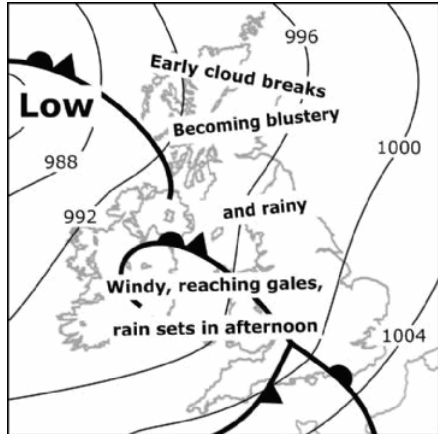 996
Early cloud breaks
Low
Becoming blustery
1000
988
992
and rainy
Windy, reaching gales,
rain sets in afternoon
1004